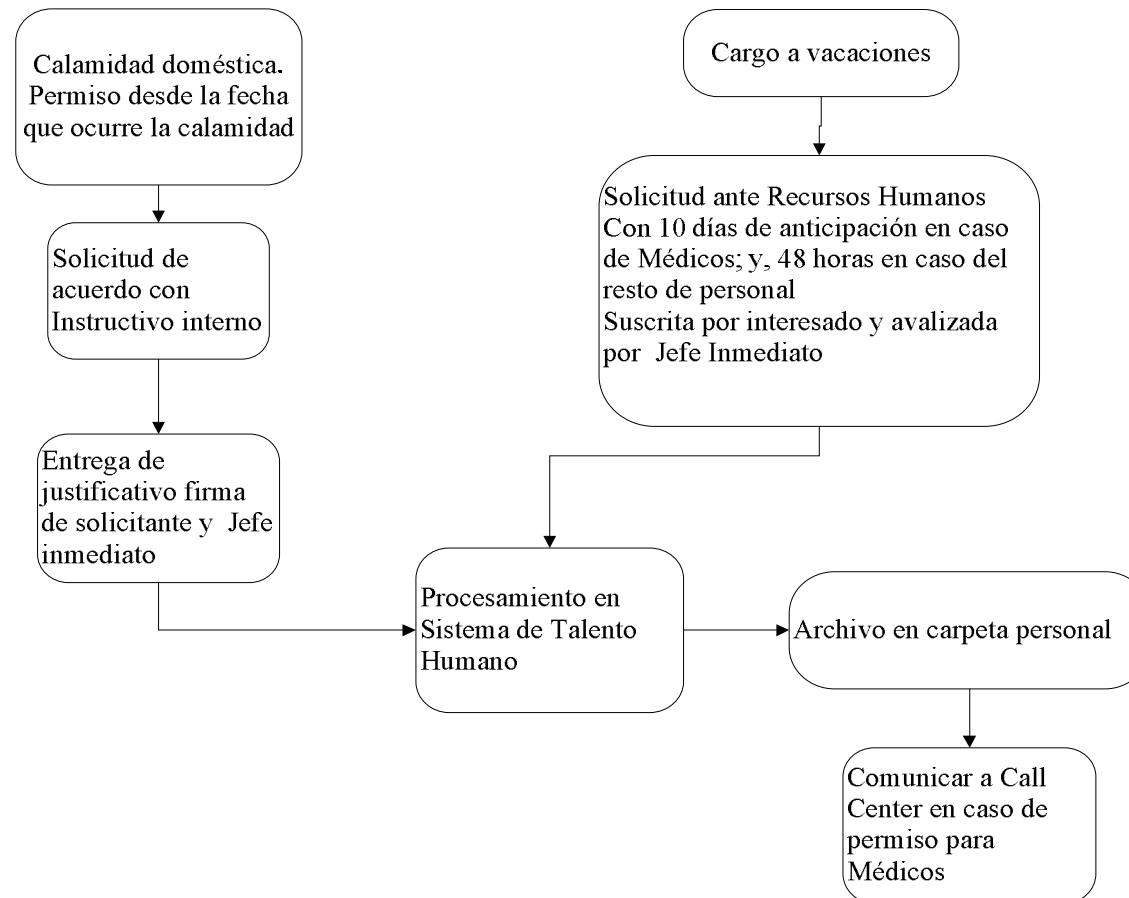 Calamidad doméstica.
Permiso desde la fecha
que ocurre la calamidad
Solicitud de
acuerdo con
Instructivo interno
Entrega de
justificativo firma
de solicitante y Jefe
inmediato
Cargo a vacaciones
Solicitud ante Recursos Humanos
Con 10 días de anticipación en caso
de Médicos; y, 48 horas en caso del
resto de personal
Suscrita por interesado y avalizada
por Jefe Inmediato
Procesamiento en
Sistema de Talento
Humano
Archivo en carpeta personal
Comunicar a Call
Center en caso de
permiso para
Médicos